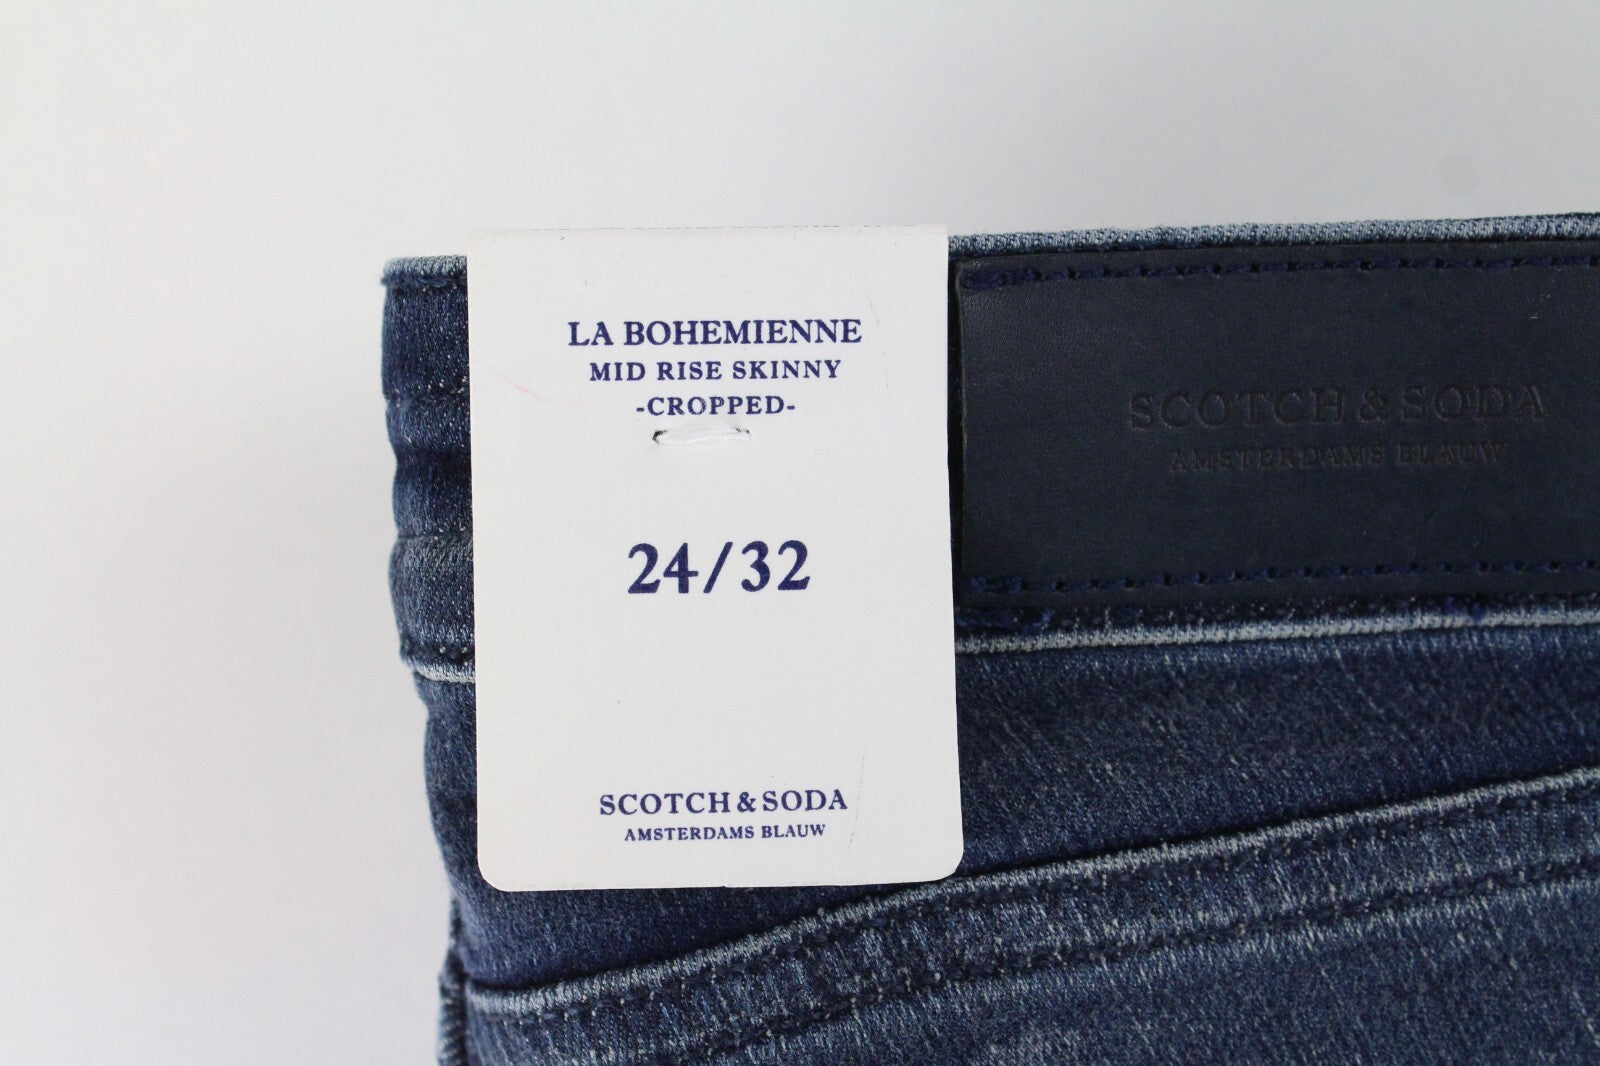 LA BOHEMIENNE
MID RISE SKINNY
-CROPPED-
24/32
SCOTCH & SODA
AMSTERDAMS BLAUW
SCOTCH & SODA
AMSTERDAMS BLAUW